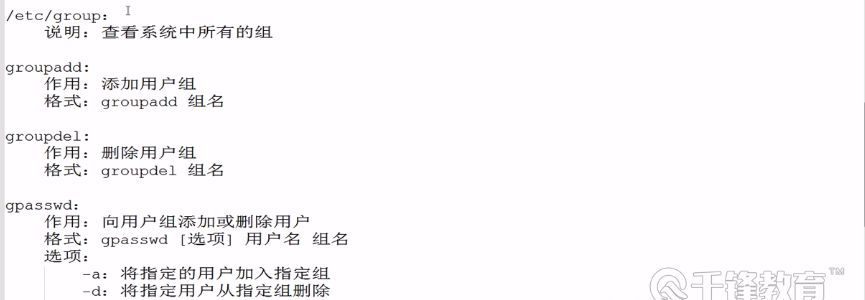 /etc/group:
说明：查看系统中所有的组
groupadd:
作用：添加用户组
格式：groupadd 组名
groupdel:
作用：删除用户组
格式：groupdel 组名
gpasswd:
作用：向用户组添加或删除用户
格式：gpasswd [选项] 用户名 组名
选项：
-a：将指定的用户加入指定组
-d：将指定用户从指定组删除
千锋教育™